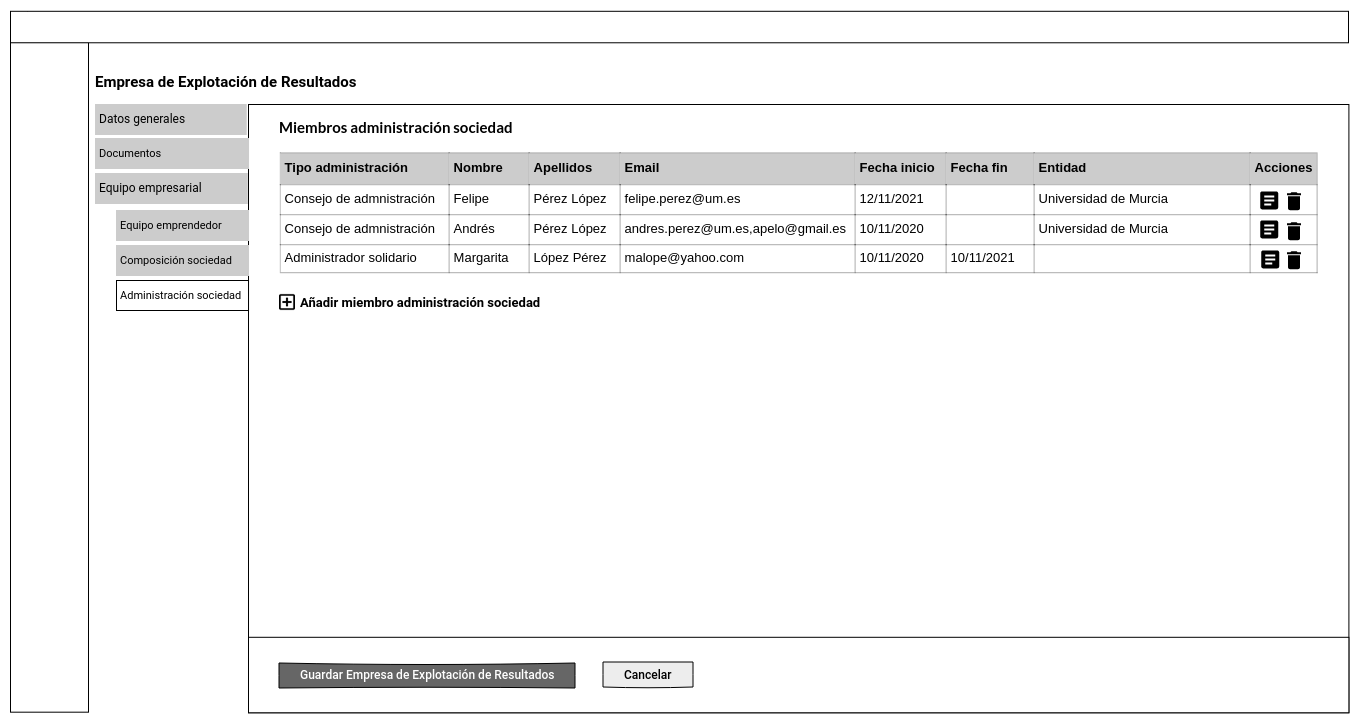 Empresa de Explotación de Resultados
Datos generales
Documentos
Equipo empresarial
Equipo emprendedor
Composición sociedad
Administración sociedad
Miembros administración sociedad
Tipo administración Nombre Apellidos Email Fecha inicio Fecha fin Entidad Acciones
Consejo de admnistración Felipe Pérez López felipe.perez@um.es 12/11/2021 Universidad de Murcia
Consejo de admnistración Andrés Pérez López andres.perez@um.es,apelo@gmail.es 10/11/2020 Universidad de Murcia
Administrador solidario Margarita López Pérez malope@yahoo.com 10/11/2020 10/11/2021
Añadir miembro administración sociedad
Guardar Empresa de Explotación de Resultados Cancelar